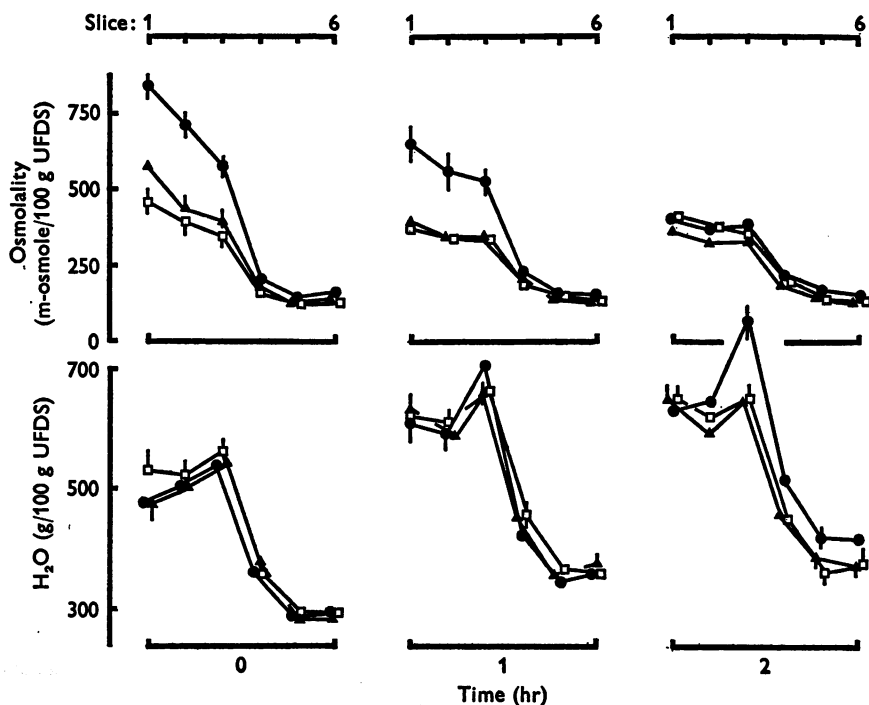 Slice: 1 6 1 6 1 6
Osmolality
(m-osmole/100 g UFDS)
750
500
250
0
H₂O (g/100 g UFDS)
700
500
300
0 1 2
Time (hr)